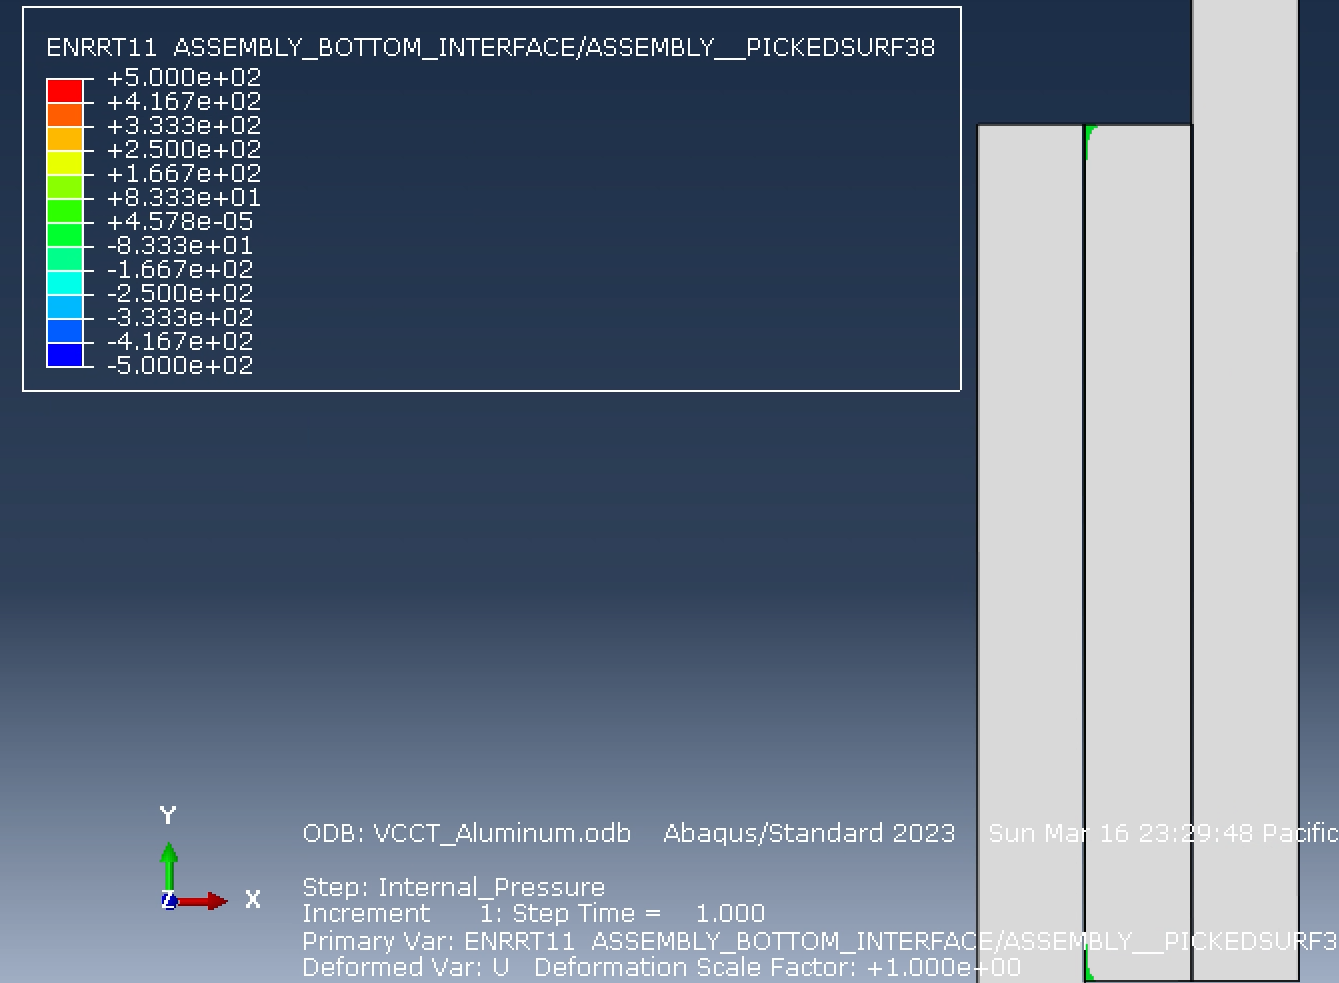 ENRRT11 ASSEMBLY_BOTTOM_INTERFACE/ASSEMBLY__PICKEDSURF38
+5.000e+02
+4.167e+02
+3.333e+02
+2.500e+02
+1.667e+02
+8.333e+01
+4.578e-05
-8.333e+01
-1.667e+02
-2.500e+02
-3.333e+02
-4.167e+02
-5.000e+02
Y
X
Z
ODB: VCCT_Aluminum.odb Abaqus/Standard 2023 Sun Mar 16 23:29:48 Pacific
Step: Internal_Pressure
Increment 1: Step Time = 1.000
Primary Var: ENRRT11 ASSEMBLY_BOTTOM_INTERFACE/ASSEMBLY__PICKEDSURF3
Deformed Var: U Deformation Scale Factor: +1.000e+00